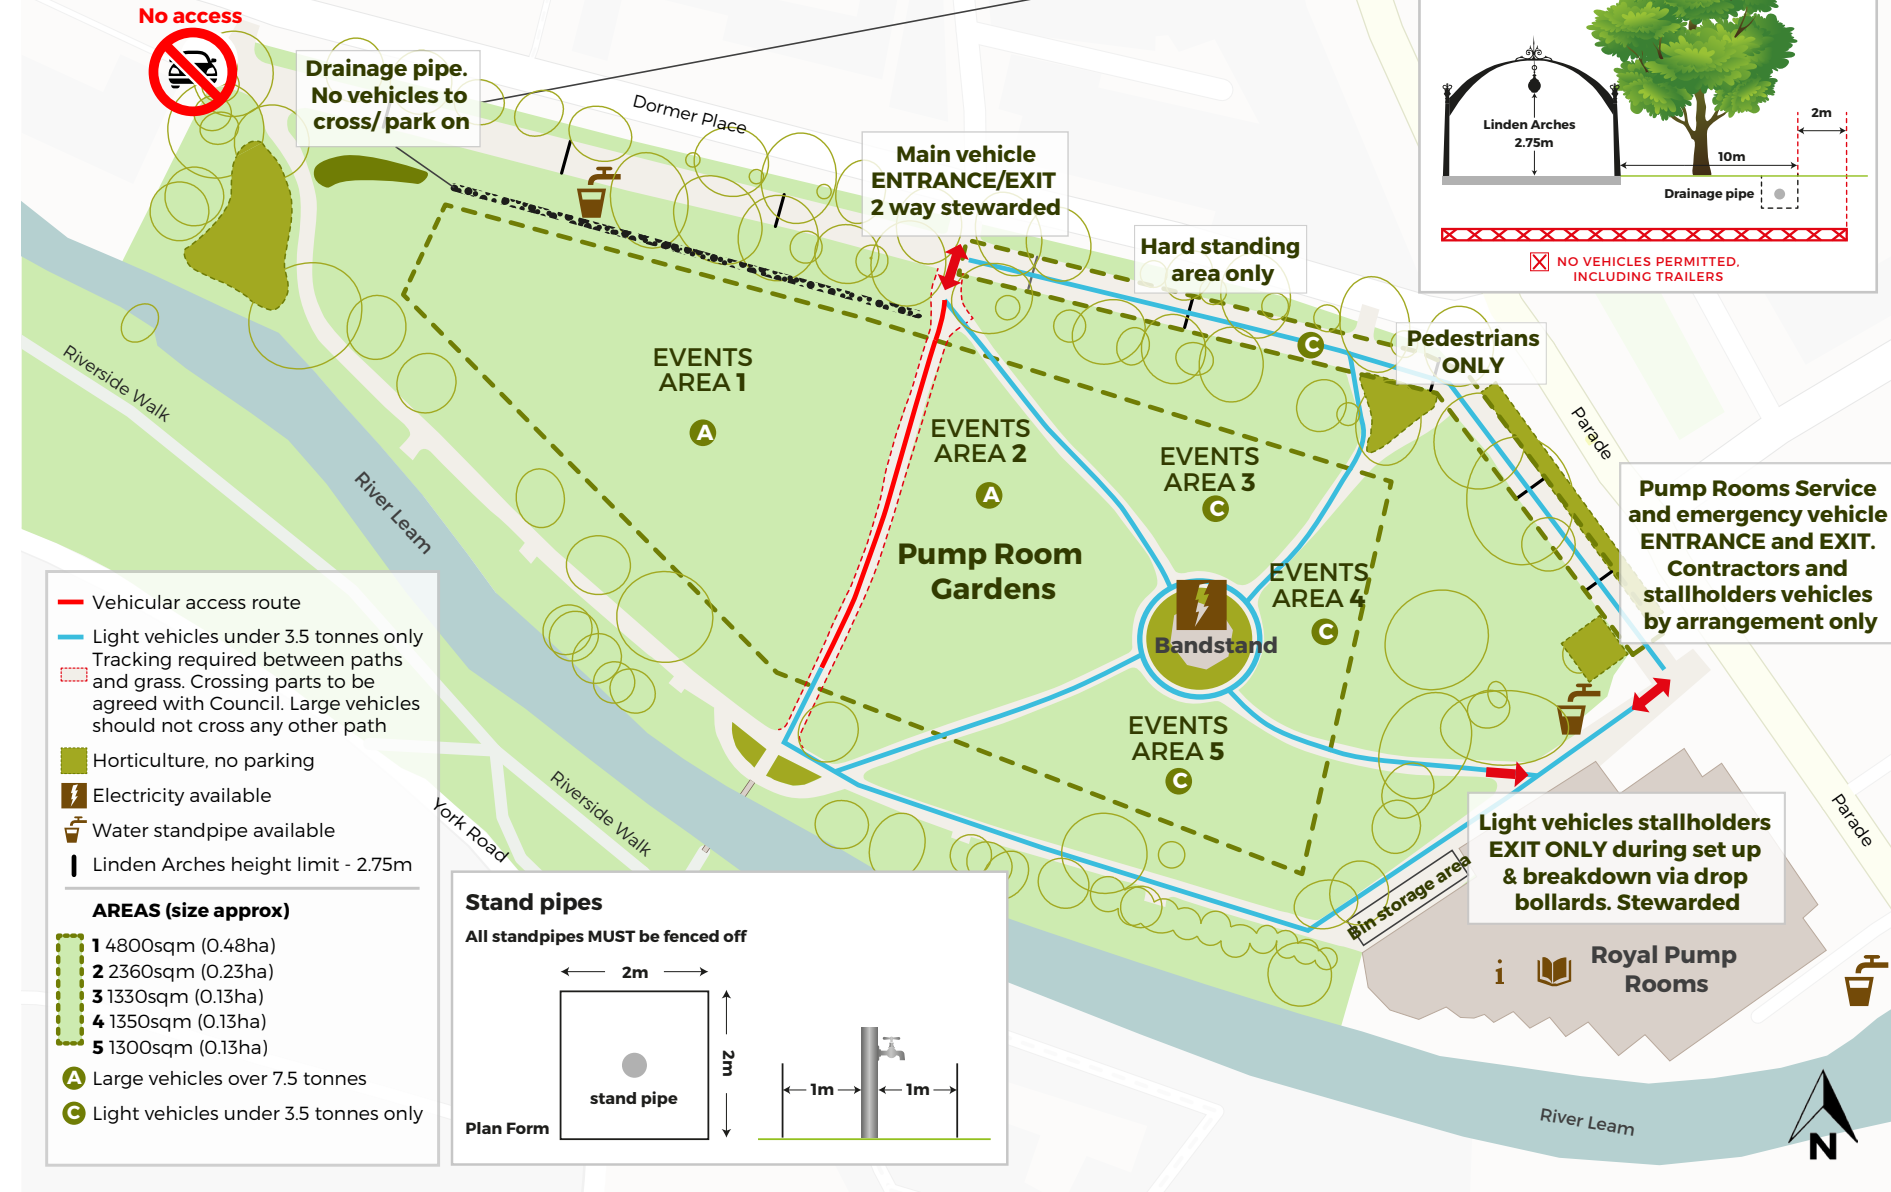 No access
Drainage pipe.
No vehicles to
cross/park on
Dormer Place
Main vehicle
ENTRANCE/EXIT
2 way stewarded
Hard standing
area only
Pedestrians
ONLY
Linden Arches
2.75m
2m
10m
Drainage pipe
NO VEHICLES PERMITTED,
INCLUDING TRAILERS
Riverside Walk
River Leam
EVENTS
AREA 1
A
EVENTS
AREA 2
A
EVENTS
AREA 3
C
C
Pump Room
Gardens
EVENTS
AREA 4
C
Bandstand
EVENTS
AREA 5
C
Parade
Pump Rooms Service
and emergency vehicle
ENTRANCE and EXIT.
Contractors and
stallholders vehicles
by arrangement only
Parade
Light vehicles stallholders
EXIT ONLY during set up
& breakdown via drop
bollards. Stewarded
Bin storage area
i
Royal Pump
Rooms
River Leam
N
Riverside Walk
York Road
Vehicular access route
Light vehicles under 3.5 tonnes only
Tracking required between paths
and grass. Crossing parts to be
agreed with Council. Large vehicles
should not cross any other path
Horticulture, no parking
Electricity available
Water standpipe available
Linden Arches height limit - 2.75m
AREAS (size approx)
1 4800sqm (0.48ha)
2 2360sqm (0.23ha)
3 1330sqm (0.13ha)
4 1350sqm (0.13ha)
5 1300sqm (0.13ha)
A Large vehicles over 7.5 tonnes
C Light vehicles under 3.5 tonnes only
Stand pipes
All standpipes MUST be fenced off
2m
2m
stand pipe
Plan Form
1m
1m